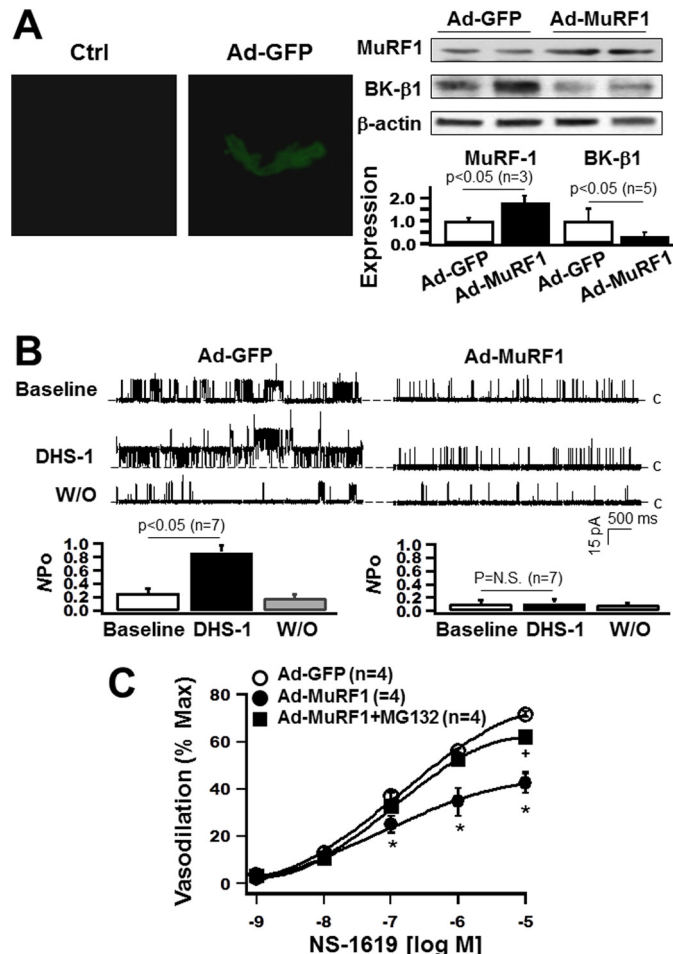 A
Ctrl Ad-GFP
Ad-GFP Ad-MuRF1
MuRF1
BK-β1
β-actin
MuRF-1 BK-β1
p<0.05 (n=3) p<0.05 (n=5)
Expression
2.0
1.0
0.0
Ad-GFP Ad-MuRF1 Ad-GFP Ad-MuRF1
B
Ad-GFP Ad-MuRF1
Baseline c
DHS-1 c
W/O c
15 pA 500 ms
p<0.05 (n=7)
NPo
1.0
0.8
0.6
0.4
0.2
0.0
Baseline DHS-1 W/O
P=N.S. (n=7)
NPo
1.0
0.8
0.6
0.4
0.2
0.0
Baseline DHS-1 W/O
C
Ad-GFP (n=4)
Ad-MuRF1 (=4)
Ad-MuRF1+MG132 (n=4)
Vasodilation (% Max)
80
60
40
20
0
+
* * *
-9 -8 -7 -6 -5
NS-1619 [log M]